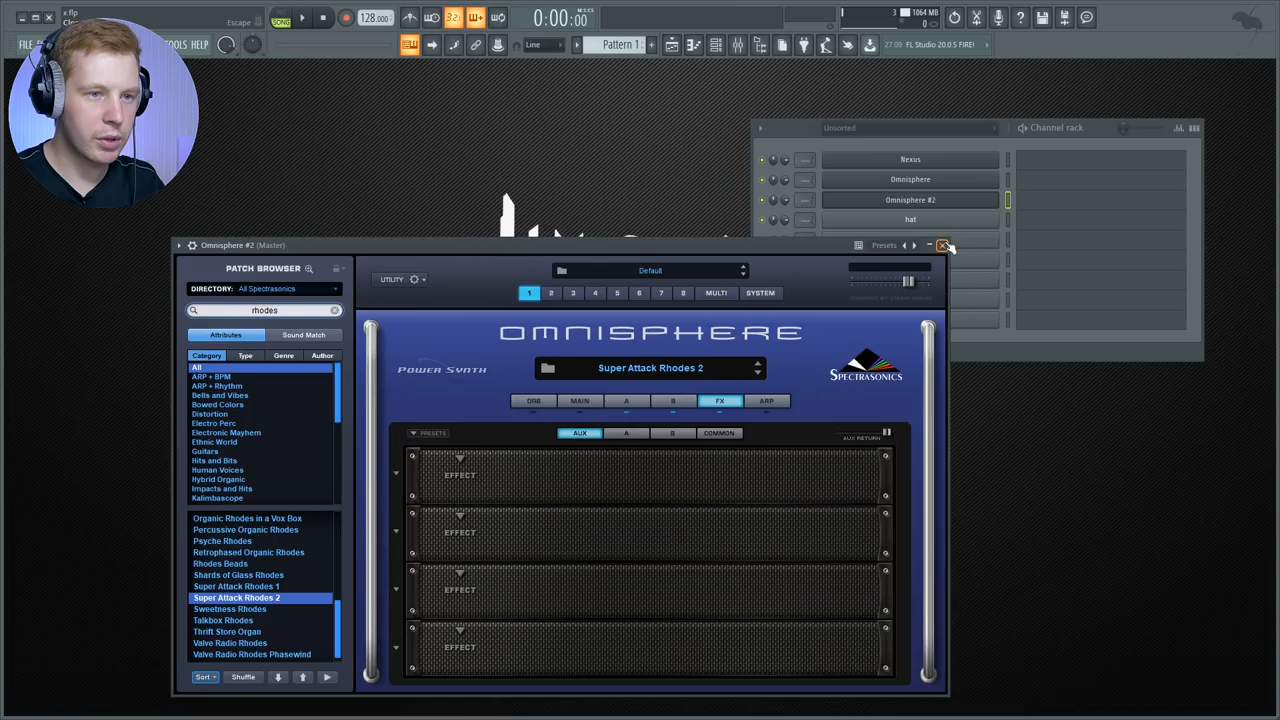 x.flp
Escape
SONG
128.000
32
0:00:00
3
1064 MB
0
TOOLS HELP
Line
Pattern 1
27.09 FL Studio 20.0.5 FIRE!
Unsorted
Channel rack
Nexus
Omnisphere
Omnisphere #2
hat
Omnisphere #2 (Master)
Presets
PATCH BROWSER
DIRECTORY: All Spectrasonics
rhodes
Attributes
Sound Match
Category
Type
Genre
Author
All
ARP + BPM
ARP + Rhythm
Bells and Vibes
Bowed Colors
Distortion
Electro Perc
Electronic Mayhem
Ethnic World
Guitars
Hits and Bits
Human Voices
Hybrid Organic
Impacts and Hits
Kalimbascope
Organic Rhodes in a Vox Box
Percussive Organic Rhodes
Psyche Rhodes
Retrophased Organic Rhodes
Rhodes Beads
Shards of Glass Rhodes
Super Attack Rhodes 1
Super Attack Rhodes 2
Sweetness Rhodes
Talkbox Rhodes
Thrift Store Organ
Valve Radio Rhodes
Valve Radio Rhodes Phasewind
Sort
Shuffle
UTILITY
Default
1
2
3
4
5
6
7
8
MULTI
SYSTEM
OMNISPHERE
POWER SYNTH
Super Attack Rhodes 2
SPECTRASONICS
ORB
MAIN
A
B
FX
ARP
PRESETS
AUX
A
B
COMMON
AUX RETURN
EFFECT
EFFECT
EFFECT
EFFECT